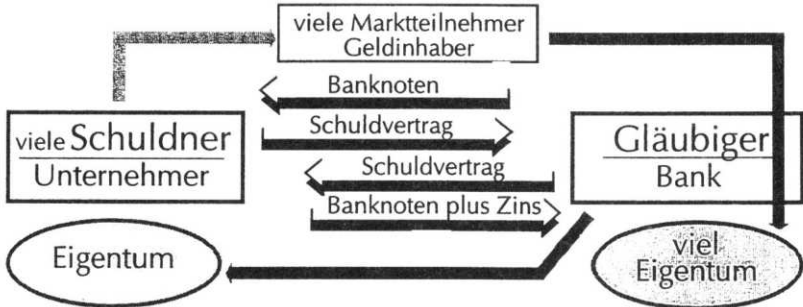 viele Marktteilnehmer
Geldinhaber
Banknoten
viele Schuldner
Unternehmer
Schuldvertrag
Schuldvertrag
Banknoten plus Zins
Gläubiger
Bank
Eigentum
viel
Eigentum